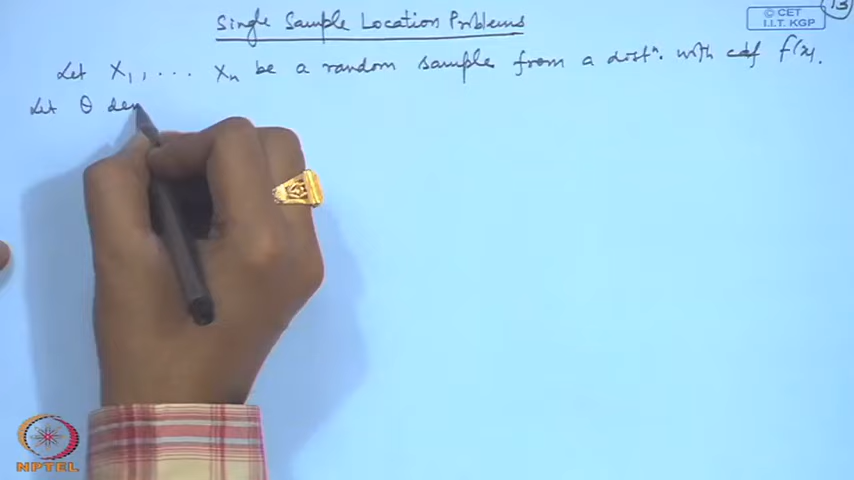 Single Sample Location Problems
© CET
I.I.T. KGP
13
Let X1, ... Xn be a random sample from a distn. with cdf F(x).
Let θ den
NPTEL